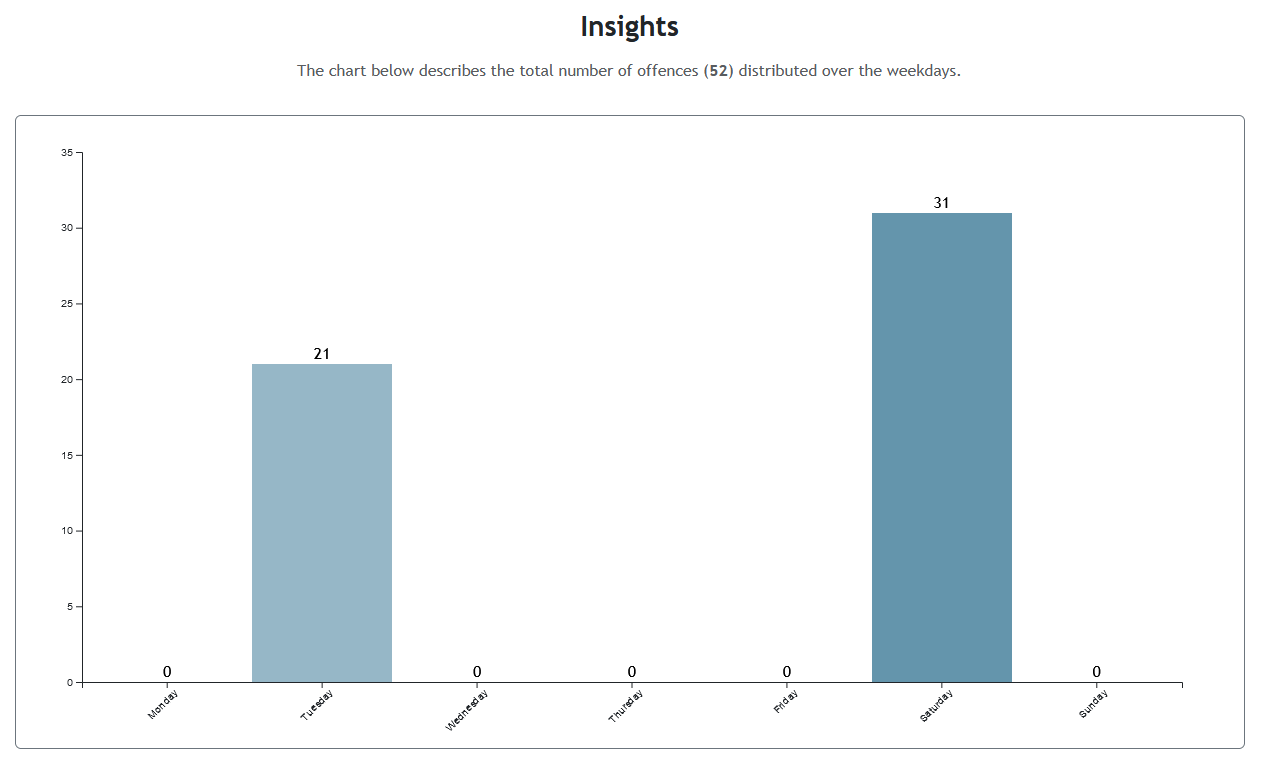 Insights
The chart below describes the total number of offences (52) distributed over the weekdays.
35
30
25
20
15
10
5
0
0
21
0
0
0
31
0
Monday
Tuesday
Wednesday
Thursday
Friday
Saturday
Sunday